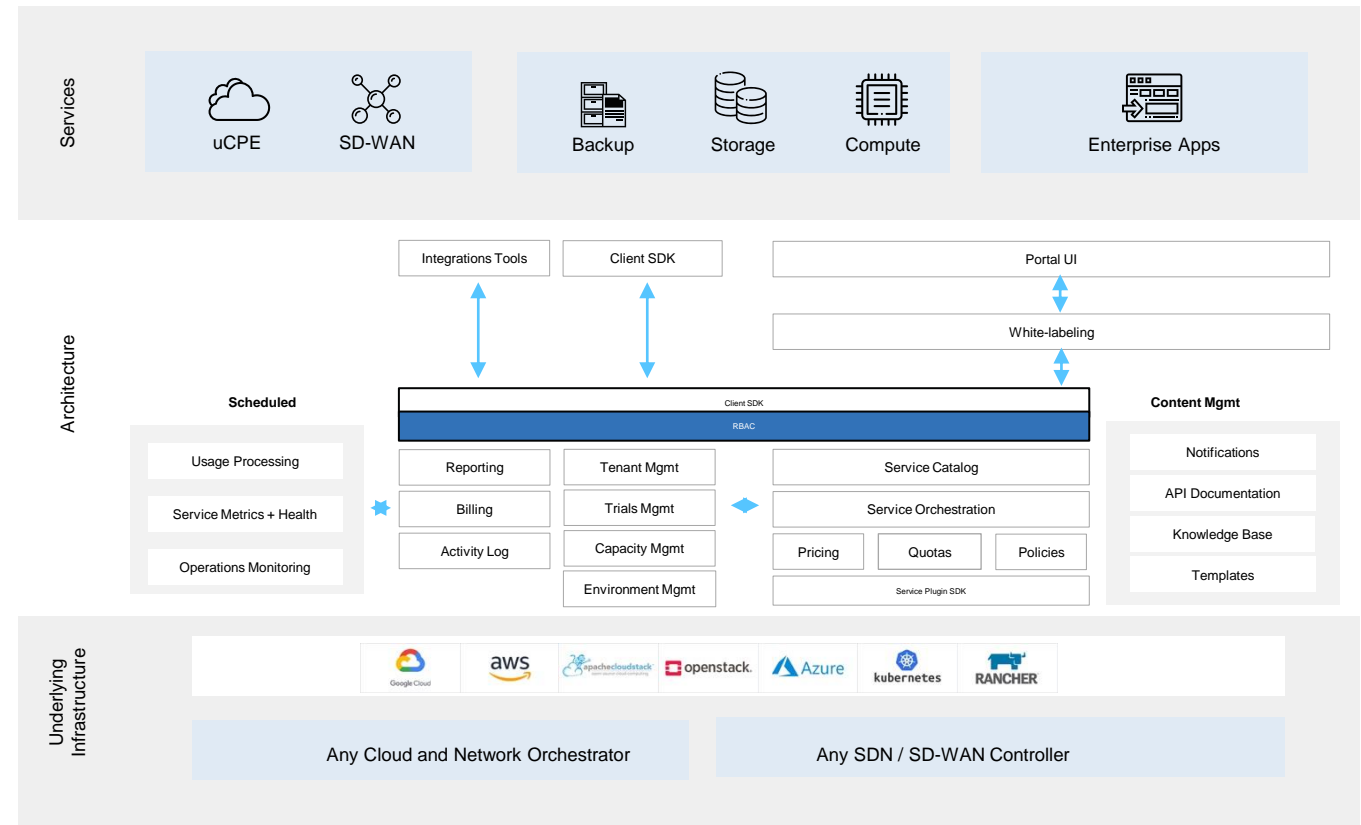 Services
uCPE
SD-WAN
Backup
Storage
Compute
Enterprise Apps
Architecture
Integrations Tools
Client SDK
Portal UI
White-labeling
Scheduled
Client SDK
RBAC
Content Mgmt
Usage Processing
Service Metrics + Health
Operations Monitoring
Reporting
Billing
Activity Log
Tenant Mgmt
Trials Mgmt
Capacity Mgmt
Environment Mgmt
Service Catalog
Service Orchestration
Pricing
Quotas
Policies
Service Plugin SDK
Notifications
API Documentation
Knowledge Base
Templates
Underlying
Infrastructure
Google Cloud
aws
apachecloudstack
open source cloud computing
openstack.
Azure
kubernetes
RANCHER
Any Cloud and Network Orchestrator
Any SDN / SD-WAN Controller